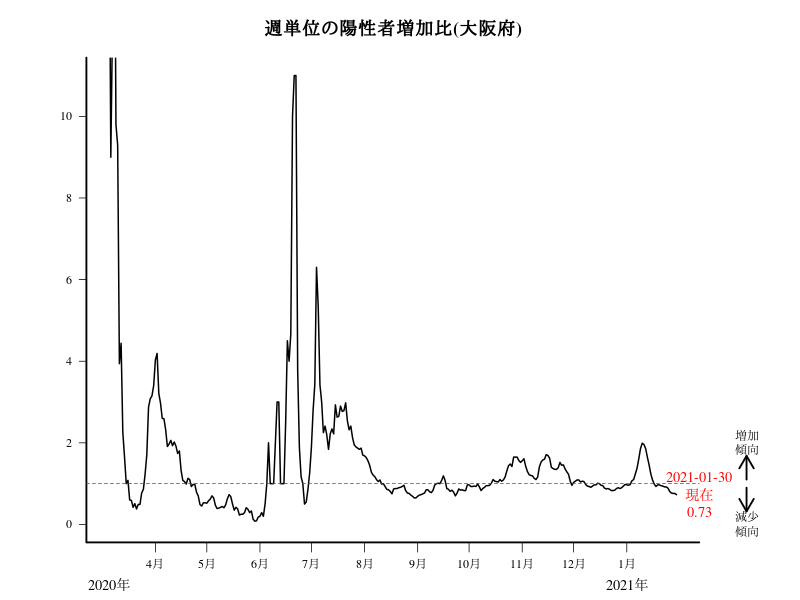 週単位の陽性者増加比(大阪府)
10
8
6
4
2
0
増加
傾向
2021-01-30
現在
0.73
減少
傾向
4月 5月 6月 7月 8月 9月 10月 11月 12月 1月
2020年 2021年